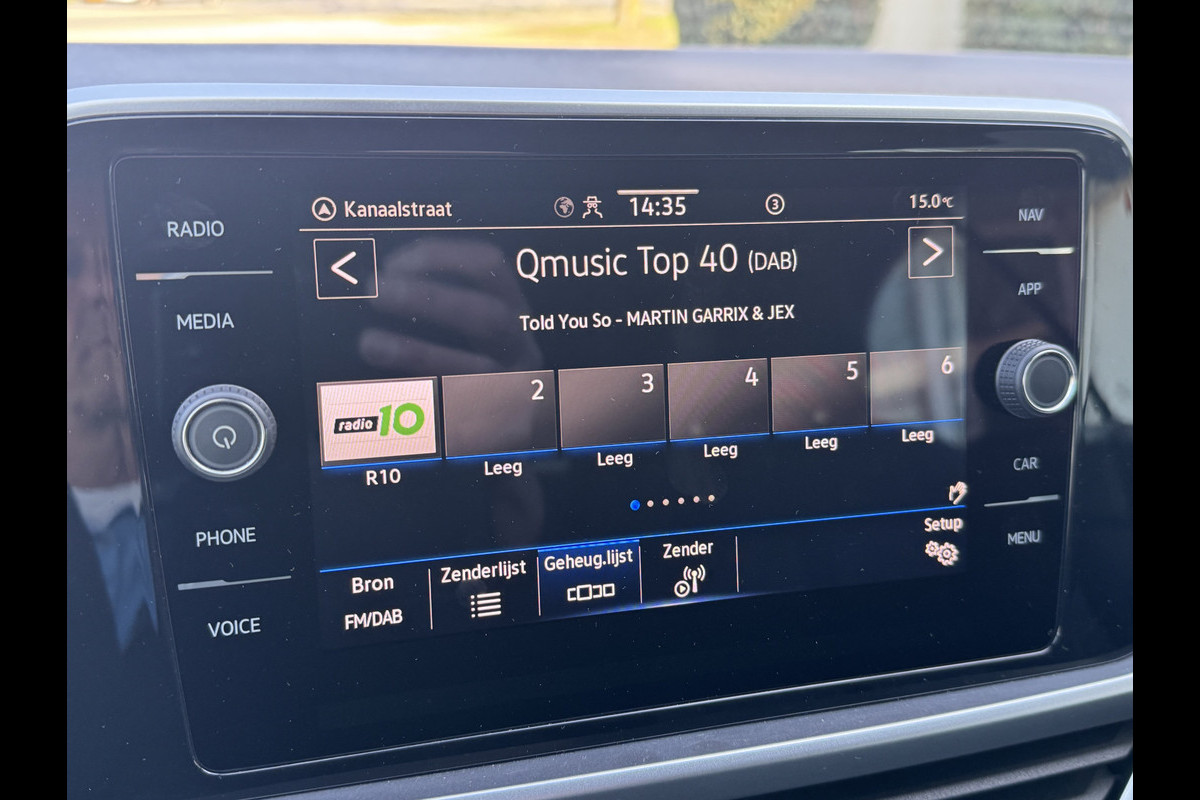 Kanaalstraat 14:35 3 15.0°C
RADIO
MEDIA
PHONE
VOICE
< Qmusic Top 40 (DAB) >
Told You So - MARTIN GARRIX & JEX
radio 10 2 3 4 5 6
R10 Leeg Leeg Leeg Leeg Leeg
Bron Zenderlijst Geheug.lijst Zender Setup
FM/DAB
NAV
APP
CAR
MENU